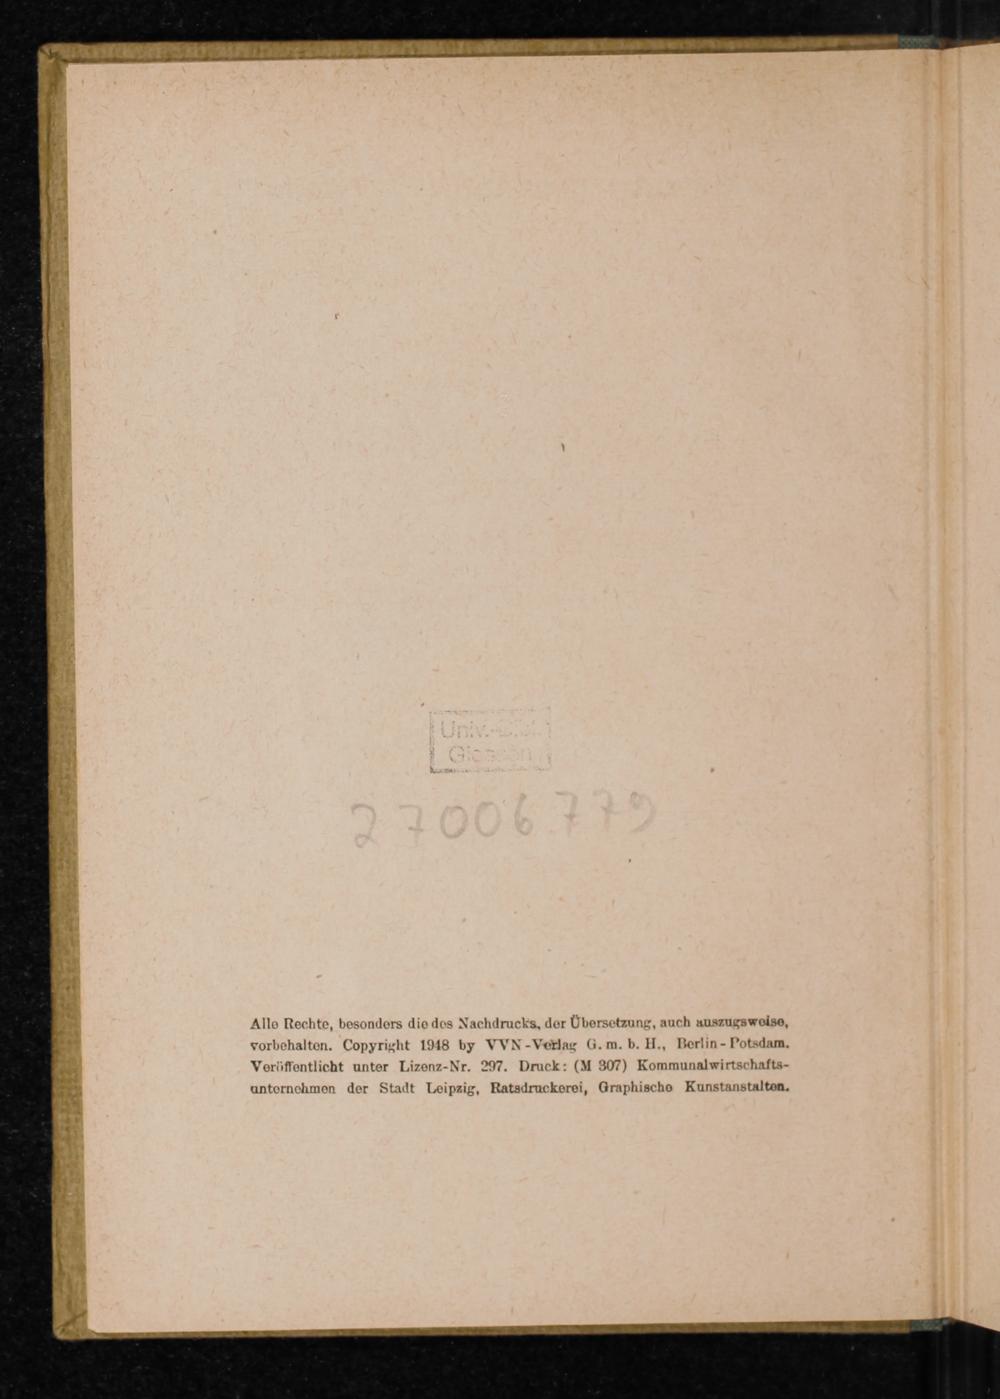 Univ.-Bibl.
Giessen
27006779
Alle Rechte, besonders die des Nachdrucks, der Übersetzung, auch auszugsweise,
vorbehalten. Copyright 1948 by VVN-Verlag G. m. b. H., Berlin-Potsdam.
Veröffentlicht unter Lizenz-Nr. 297. Druck: (M 307) Kommunalwirtschafts-
unternehmen der Stadt Leipzig, Ratsdruckerei, Graphische Kunstanstalten.